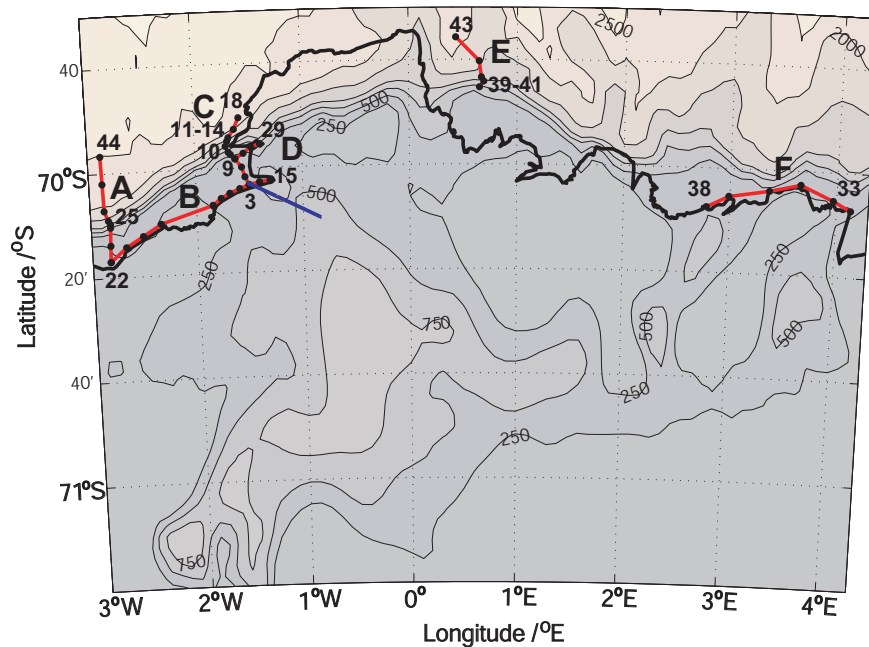 43
2500
2000
E
40
39-41
500
C
18
11-14
250
29
10
D
44
9
15
F
70°S
A
B
3
500
38
33
25
250
250
22
20′
750
500
500
Latitude /°S
40′
250
250
71°S
750
3°W
2°W
1°W
0°
1°E
2°E
3°E
4°E
Longitude /°E